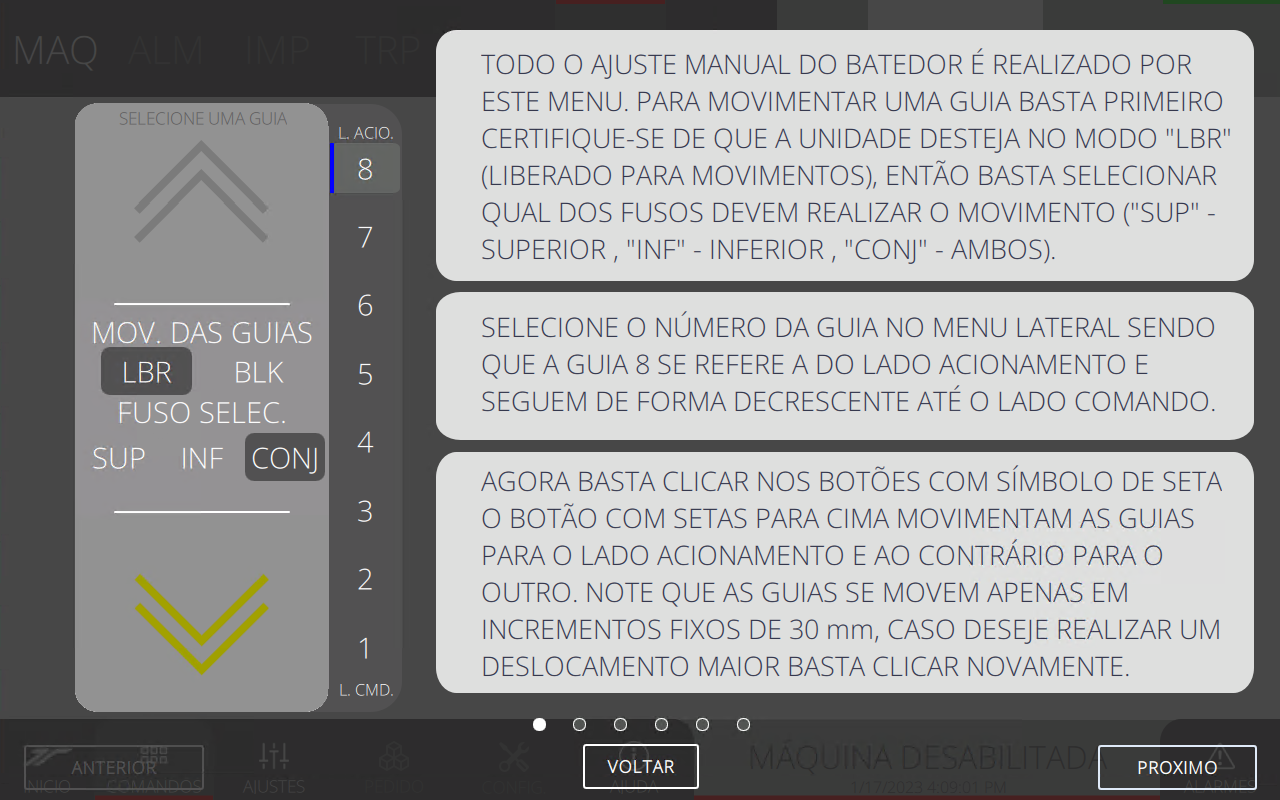 MAQ ALM IMP TRP
SELECIONE UMA GUIA
L. ACIO.
8
7
6
5
4
3
2
1
L. CMD.
MOV. DAS GUIAS
LBR BLK
FUSO SELEC.
SUP INF CONJ
TODO O AJUSTE MANUAL DO BATEDOR É REALIZADO POR
ESTE MENU. PARA MOVIMENTAR UMA GUIA BASTA PRIMEIRO
CERTIFIQUE-SE DE QUE A UNIDADE DESTEJA NO MODO "LBR"
(LIBERADO PARA MOVIMENTOS), ENTÃO BASTA SELECIONAR
QUAL DOS FUSOS DEVEM REALIZAR O MOVIMENTO ("SUP" -
SUPERIOR , "INF" - INFERIOR , "CONJ" - AMBOS).
SELECIONE O NÚMERO DA GUIA NO MENU LATERAL SENDO
QUE A GUIA 8 SE REFERE A DO LADO ACIONAMENTO E
SEGUEM DE FORMA DECRESCENTE ATÉ O LADO COMANDO.
AGORA BASTA CLICAR NOS BOTÕES COM SÍMBOLO DE SETA
O BOTÃO COM SETAS PARA CIMA MOVIMENTAM AS GUIAS
PARA O LADO ACIONAMENTO E AO CONTRÁRIO PARA O
OUTRO. NOTE QUE AS GUIAS SE MOVEM APENAS EM
INCREMENTOS FIXOS DE 30 mm, CASO DESEJE REALIZAR UM
DESLOCAMENTO MAIOR BASTA CLICAR NOVAMENTE.
ANTERIOR
VOLTAR
PROXIMO
MÁQUINA DESABILITADA
INICIO COMANDOS AJUSTES PEDIDO CONFIG AJUDA 1/17/2023 4:09:01 PM ALARMES